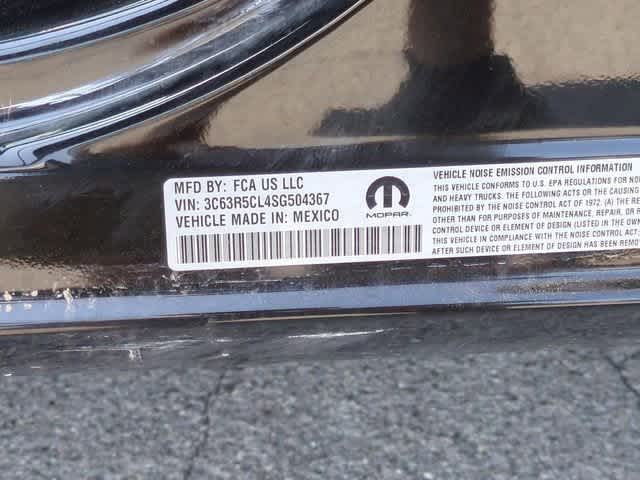 MFD BY: FCA US LLC
VIN: 3C63R5CL4SG504367
VEHICLE MADE IN: MEXICO
MOPAR
VEHICLE NOISE EMISSION CONTROL INFORMATION
THIS VEHICLE CONFORMS TO U.S. EPA REGULATIONS FOR
AND HEAVY TRUCKS. THE FOLLOWING ACTS OR
PROHIBITED BY THE NOISE CONTROL ACT OF 1972. (A)
OTHER THAN FOR PURPOSES OF MAINTENANCE, REPAIR, OR
CONTROL DEVICE OR ELEMENT OF DESIGN (LISTED IN THE
THIS VEHICLE IN COMPLIANCE WITH THE NOISE CONTROL ACT
AFTER SUCH DEVICE OR ELEMENT OF DESIGN HAS BEEN